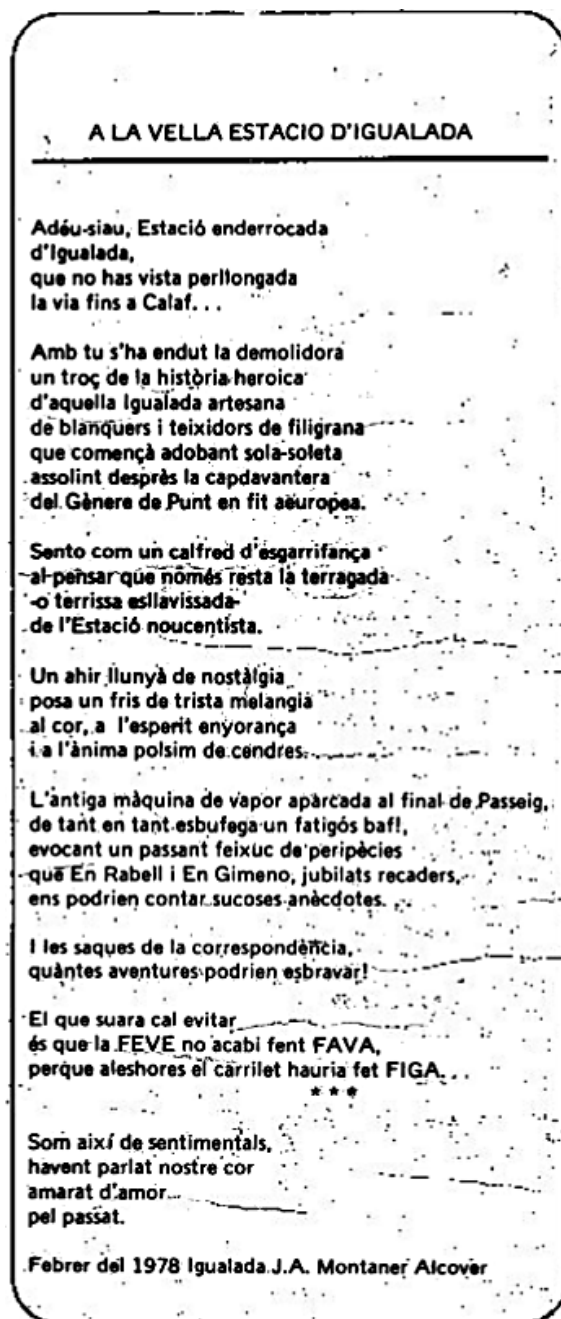 A LA VELLA ESTACIO D'IGUALADA
Adéu-siau, Estació enderrocada
d'Igualada,
que no has vista perllongada
la via fins a Calaf. . .
Amb tu s'ha endut la demolidora
un troç de la història heroica
d'aquella Igualada artesana
de blanquers i teixidors de filigrana
que començà adobant sola-soleta
assolint desprès la capdavantera
del Gènere de Punt en fit aeuropea.
Sento com un calfred d'esgarrifança
al pensar que nómés resta la terragada
-o terrissa esllavissada-
de l'Estació noucentista.
Un ahir llunyà de nostàlgia
posa un fris de trista melangia
al cor, a l'esperit enyorança
i a l'ànima polsim de cendres.
L'antiga màquina de vapor aparcada al final de Passeig,
de tant en tant esbufega un fatigós baf!,
evocant un passant feixuc de peripècies
que En Rabell i En Gimeno, jubilats recaders,
ens podrien contar sucoses anècdotes.
I les saques de la correspondència,
quàntes aventures podrien esbravar!
El que suara cal evitar
és que la FEVE no acabi fent FAVA,
perque aleshores el carrilet hauria fet FIGA. . .
* * *
Som així de sentimentals,
havent parlat nostre cor
amarat d'amor
pel passat.
Febrer del 1978 Igualada J.A. Montaner Alcover